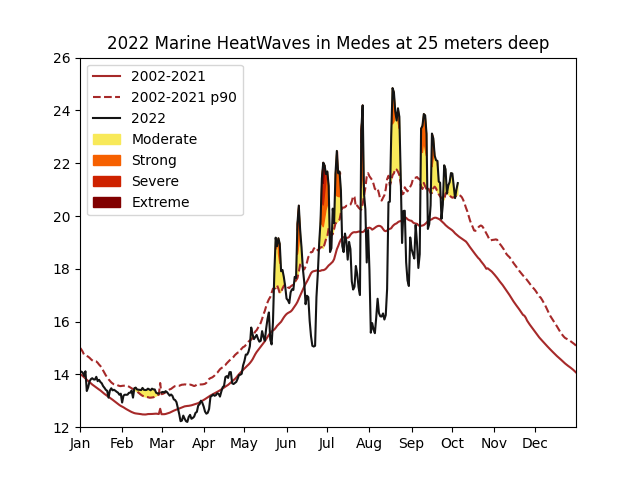 2022 Marine HeatWaves in Medes at 25 meters deep
26
24
22
20
18
16
14
12
2002-2021
2002-2021 p90
2022
Moderate
Strong
Severe
Extreme
Jan Feb Mar Apr May Jun Jul Aug Sep Oct Nov Dec